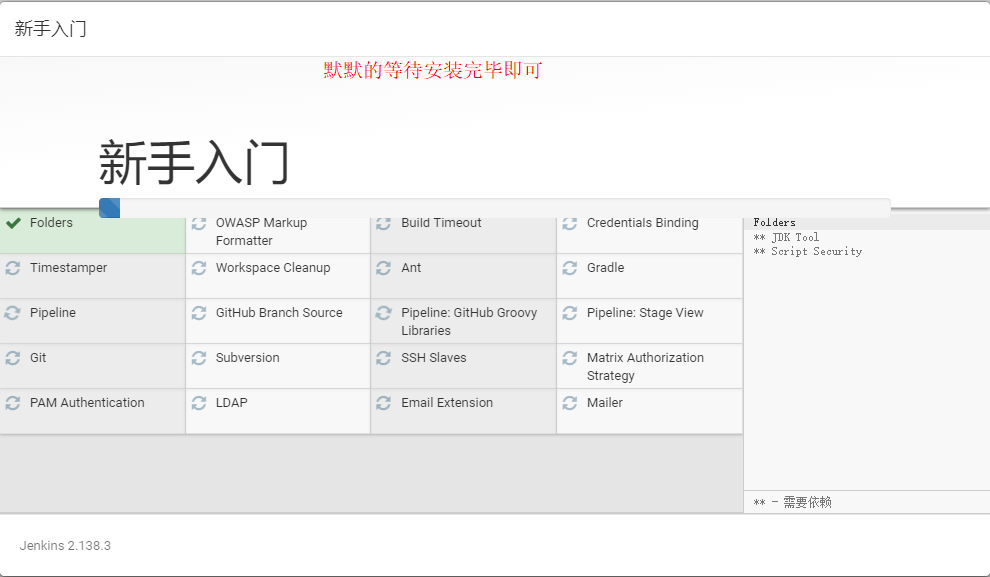 新手入门
默默的等待安装完毕即可
新手入门
Folders
OWASP Markup
Formatter
Build Timeout
Credentials Binding
Timestamper
Workspace Cleanup
Ant
Gradle
Pipeline
GitHub Branch Source
Pipeline: GitHub Groovy
Libraries
Pipeline: Stage View
Git
Subversion
SSH Slaves
Matrix Authorization
Strategy
PAM Authentication
LDAP
Email Extension
Mailer
Folders
** JDK Tool
** Script Security
** - 需要依赖
Jenkins 2.138.3